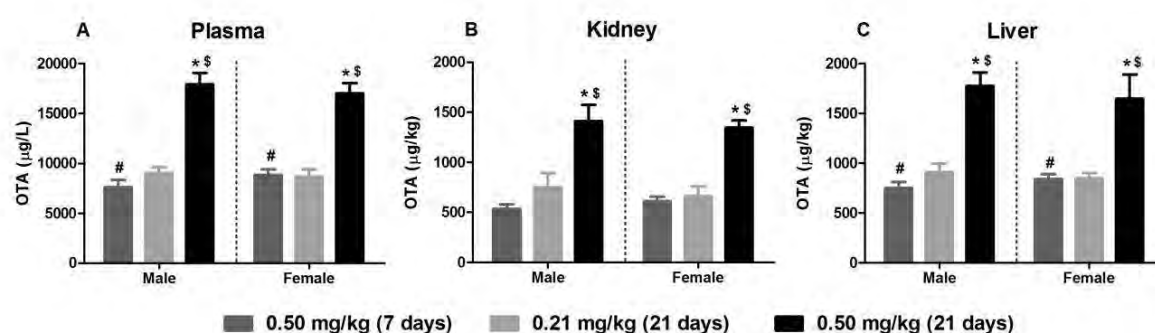 A Plasma
OTA (µg/L)
20000
15000
10000
5000
0
# * $ # * $
Male Female
B Kidney
OTA (µg/kg)
2000
1500
1000
500
0
* $ * $
Male Female
C Liver
OTA (µg/kg)
2000
1500
1000
500
0
# * $ # * $
Male Female
0.50 mg/kg (7 days) 0.21 mg/kg (21 days) 0.50 mg/kg (21 days)